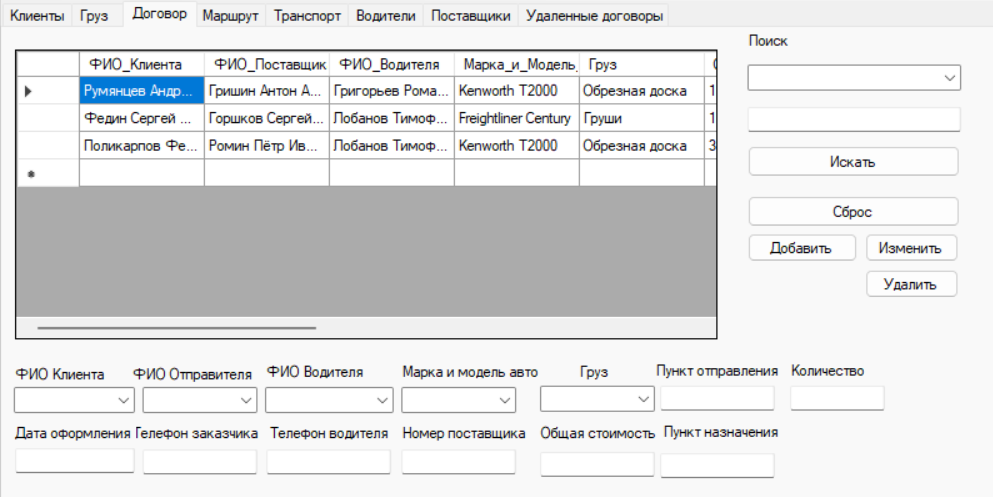 Клиенты Груз Договор Маршрут Транспорт Водители Поставщики Удаленные договоры
Поиск
ФИО_Клиента ФИО_Поставщик ФИО_Водителя Марка_и_Модель_ Груз
Румянцев Андр... Гришин Антон А... Григорьев Рома... Kenworth T2000 Обрезная доска 1
Федин Сергей ... Горшков Сергей... Лобанов Тимоф... Freightliner Century Груши 1
Поликарпов Фе... Ромин Пётр Ив... Лобанов Тимоф... Kenworth T2000 Обрезная доска 3
Искать
Сброс
Добавить Изменить
Удалить
ФИО Клиента ФИО Отправителя ФИО Водителя Марка и модель авто Груз Пункт отправления Количество
Дата оформления Телефон заказчика Телефон водителя Номер поставщика Общая стоимость Пункт назначения